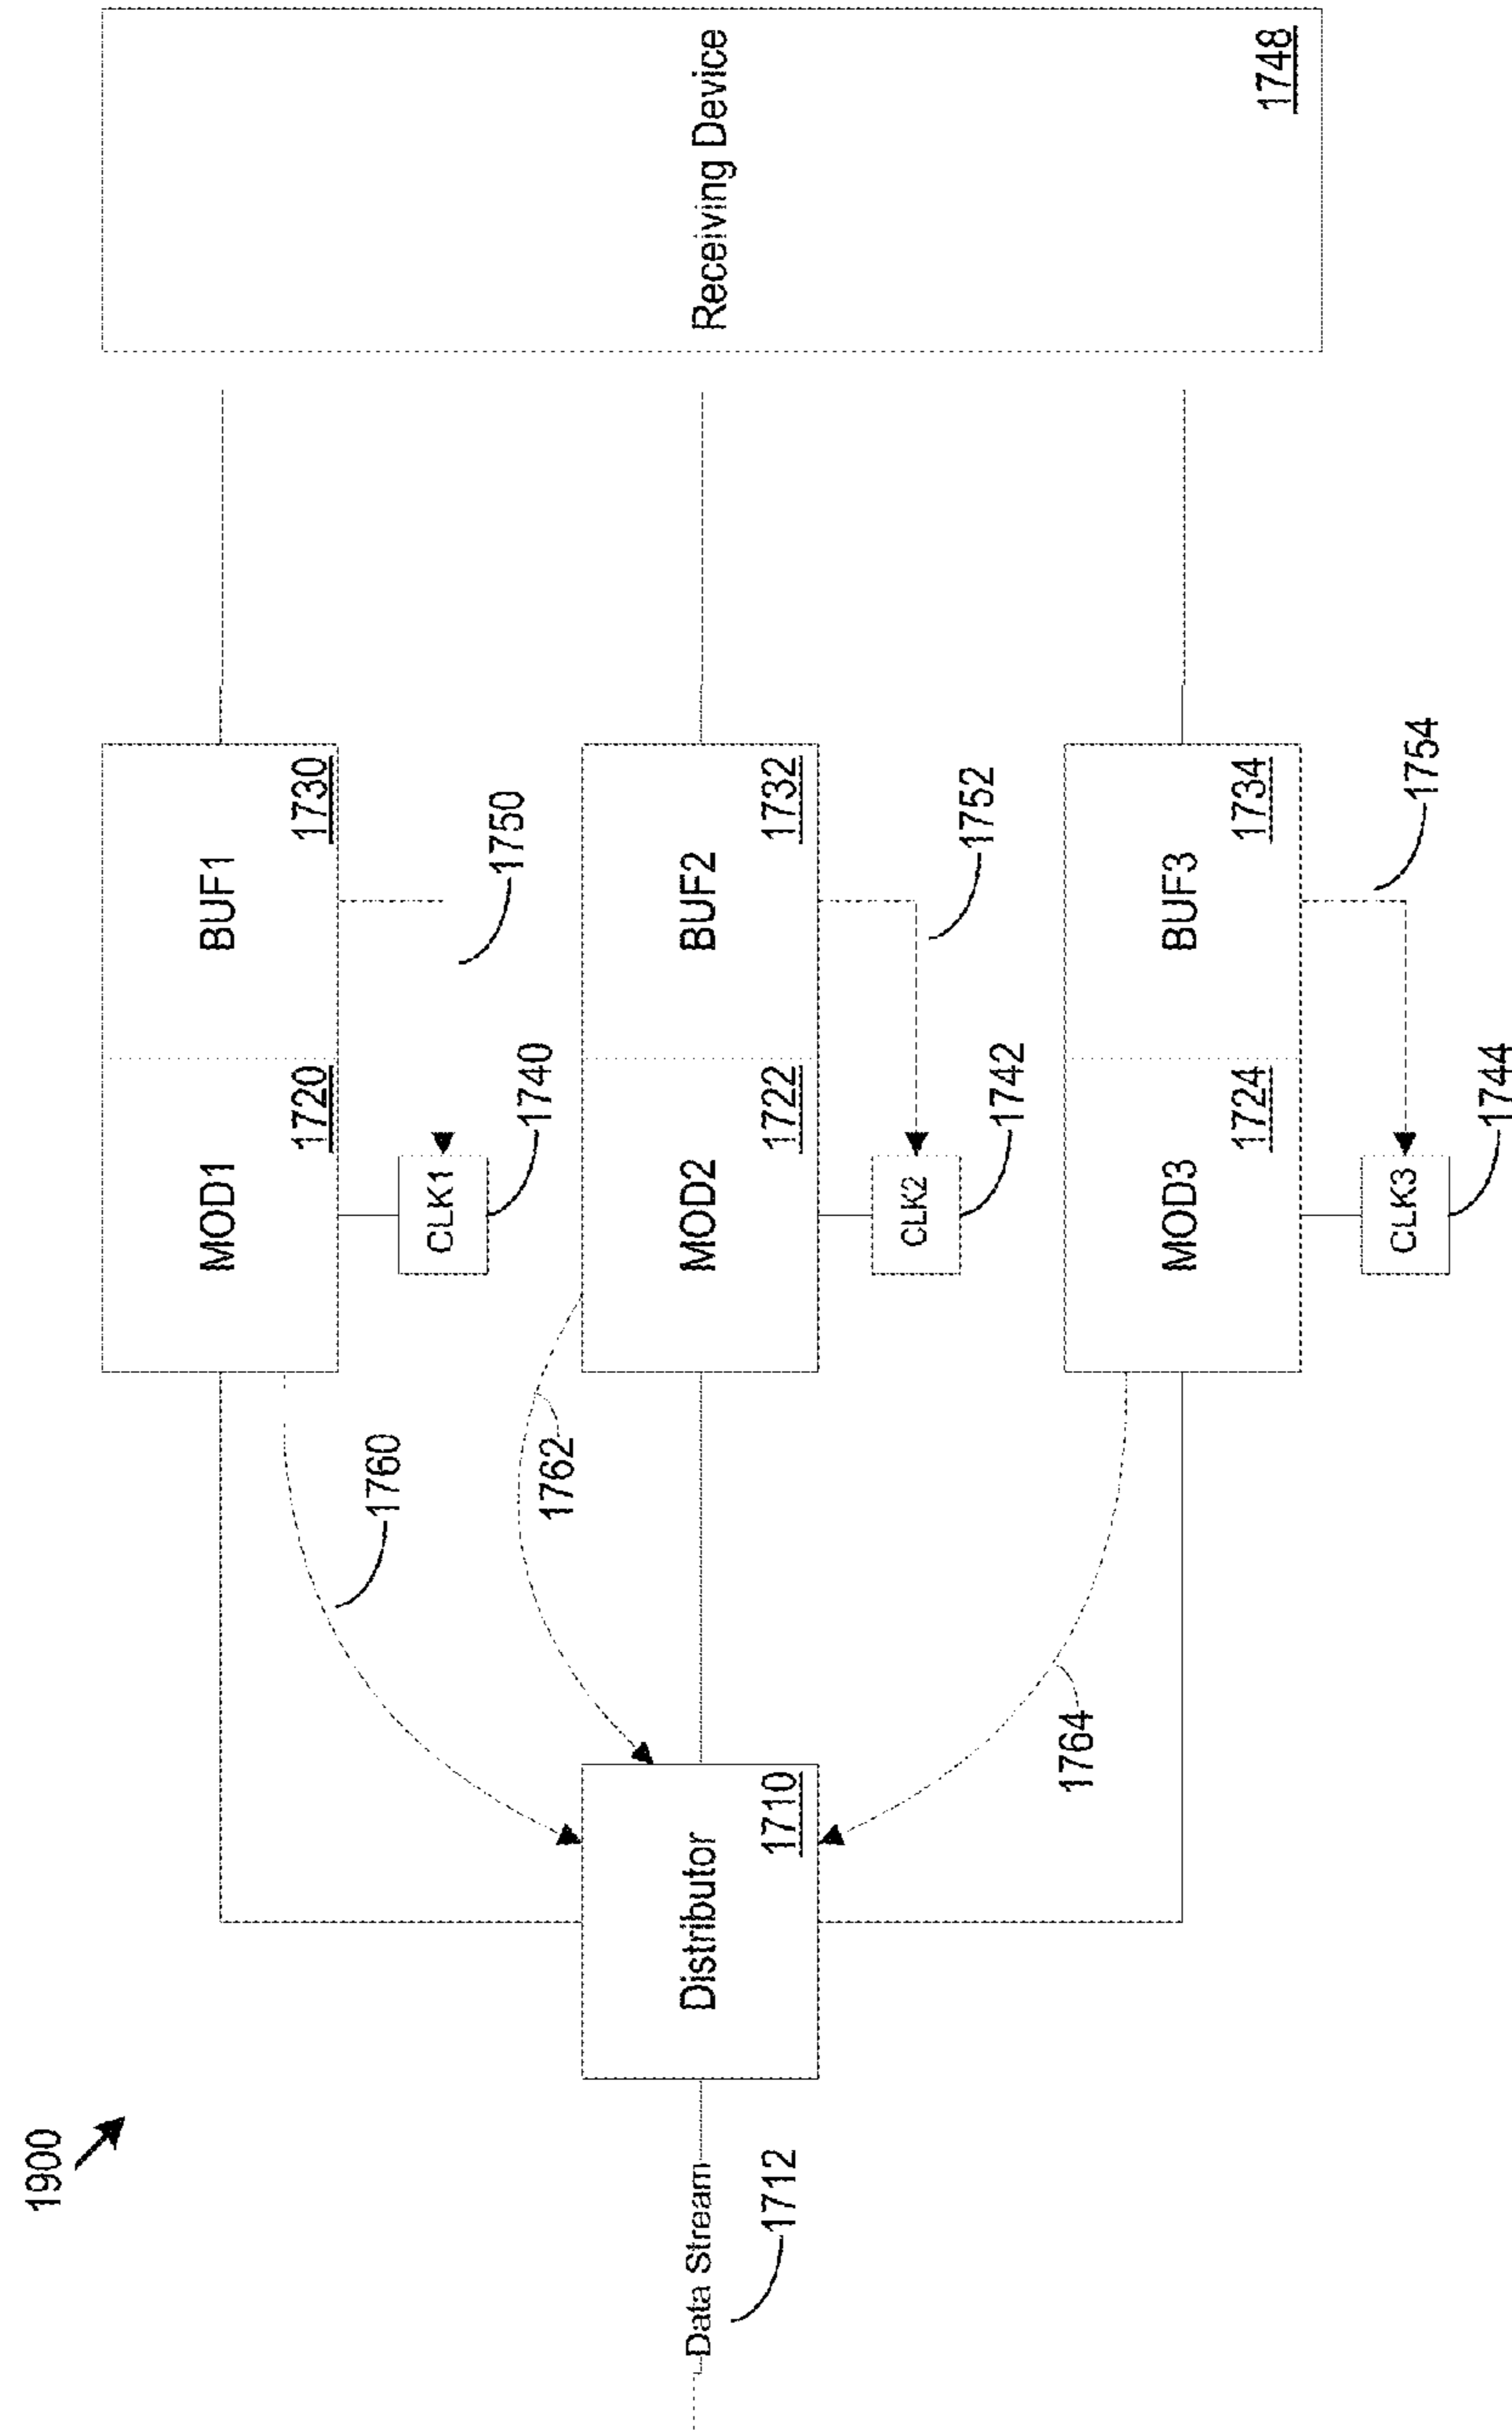 1900
Data Stream
1712
Distributor
1710
1760
1762
1764
MOD1
1720
BUF1
1730
CLK1
1740
1750
MOD2
1722
BUF2
1732
CLK2
1742
1752
MOD3
1724
BUF3
1734
CLK3
1744
1754
Receiving Device
1748